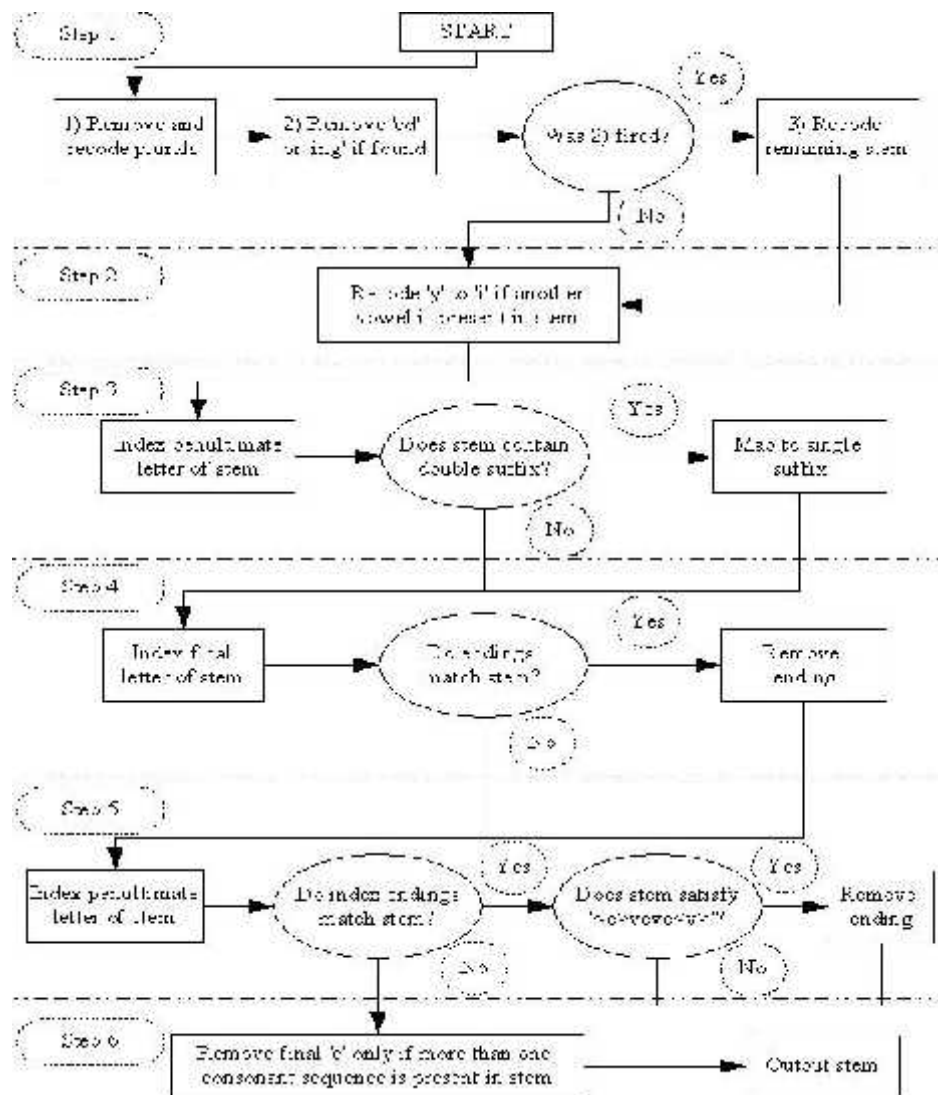 Step 1
START
Yes
1) Remove and
recode plurals
2) Remove 'ed'
or 'ing' if found
Was 2) fired?
3) Recode
remaining stem
No
Step 2
Recode 'y' to 'i' if another
vowel is present in stem
Step 3
Yes
Index penultimate
letter of stem
Does stem contain
double suffix?
Map to single
suffix
No
Step 4
Yes
Index final
letter of stem
Do endings
match stem?
Remove
ending
No
Step 5
Yes
Yes
Index penultimate
letter of stem
Do index endings
match stem?
Does stem satisfy
Remove
ending
No
No
Step 6
Remove final 'e' only if more than one
consonant sequence is present in stem
Output stem